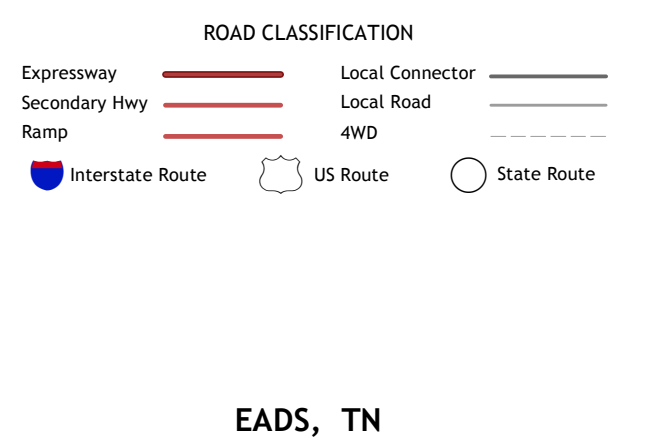 ROAD CLASSIFICATION
Expressway
Local Connector
Secondary Hwy
Local Road
Ramp
4WD
Interstate Route
US Route
State Route
EADS, TN